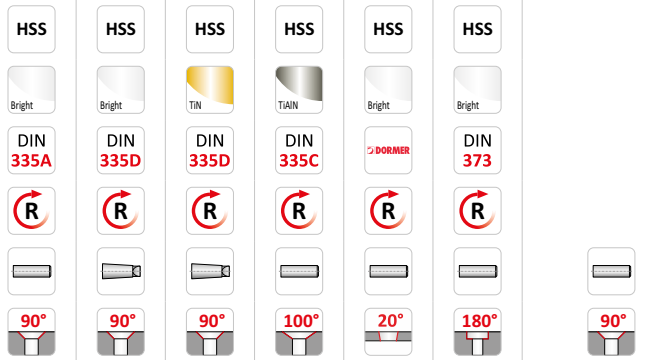 HSS HSS HSS HSS HSS HSS
Bright Bright TiN TiAlN Bright Bright
DIN DIN DIN DIN DORMER DIN
335A 335D 335D 335C 373
R R R R R R
90° 90° 90° 100° 20° 180° 90°